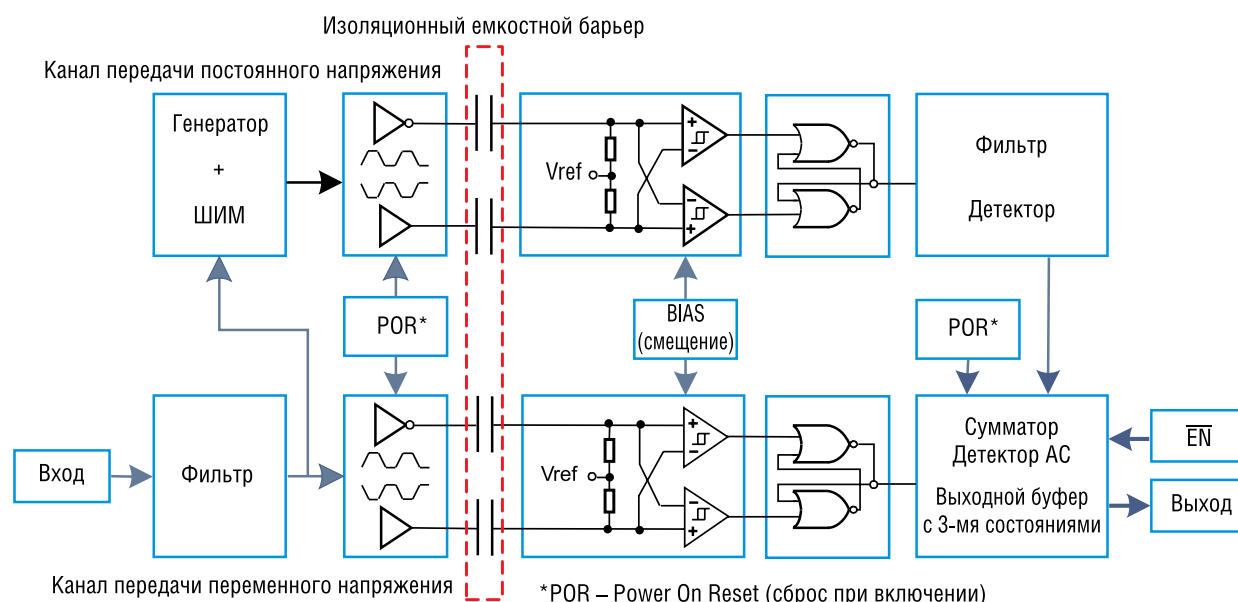 Изоляционный емкостной барьер
Канал передачи постоянного напряжения
Генератор
+
ШИМ
Vref
+
−
−
+
Фильтр
Детектор
POR*
BIAS
(смещение)
POR*
Вход
Фильтр
Vref
+
−
−
+
Сумматор
Детектор АС
Выходной буфер
с 3-мя состояниями
EN
Выход
Канал передачи переменного напряжения
*POR – Power On Reset (сброс при включении)